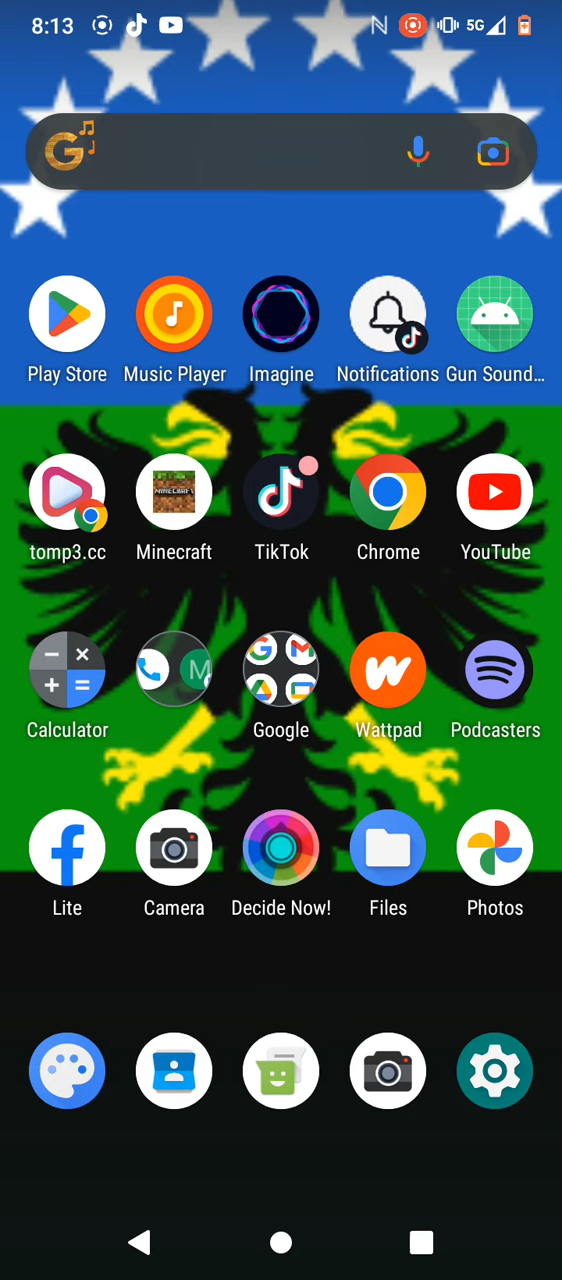 8:13
5G
Play Store
Music Player
Imagine
Notifications
Gun Sound...
MINECRAFT
tomp3.cc
Minecraft
TikTok
Chrome
YouTube
M
Calculator
Google
Wattpad
Podcasters
Lite
Camera
Decide Now!
Files
Photos